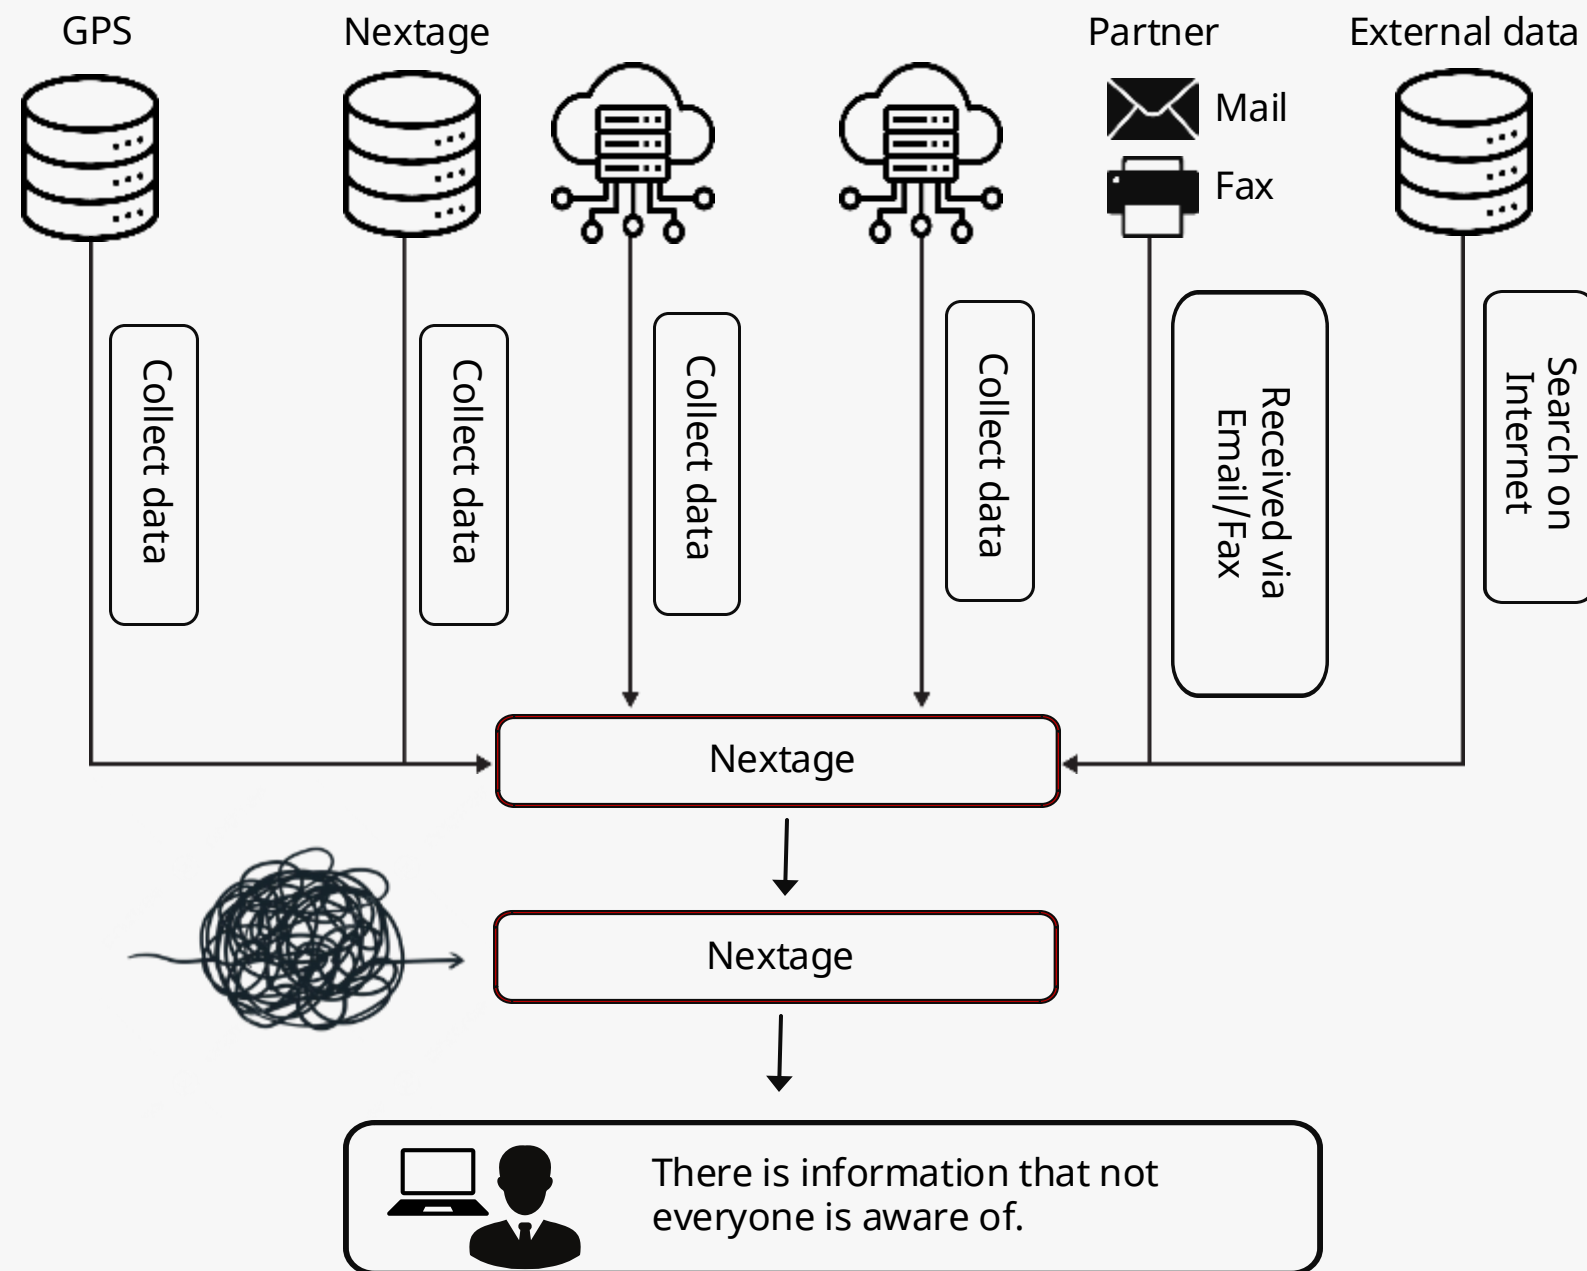 GPS
Nextage
Partner
External data
Mail
Fax
Collect data
Collect data
Collect data
Collect data
Received via
Email/Fax
Search on
Internet
Nextage
Nextage
There is information that not
everyone is aware of.